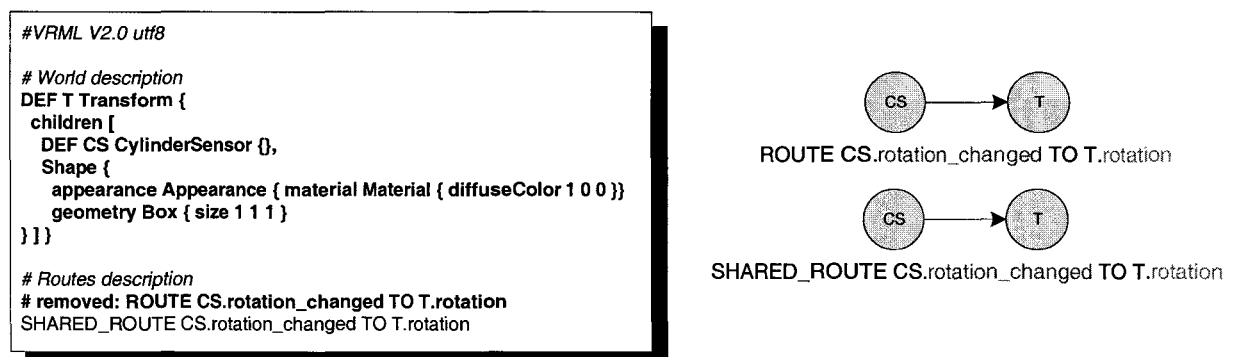 #VRML V2.0 utf8
# World description
DEF T Transform {
children [
DEF CS CylinderSensor {},
Shape {
appearance Appearance { material Material { diffuseColor 1 0 0 }}
geometry Box { size 1 1 1 }
} ] }
# Routes description
# removed: ROUTE CS.rotation_changed TO T.rotation
SHARED_ROUTE CS.rotation_changed TO T.rotation
CS T
ROUTE CS.rotation_changed TO T.rotation
CS T
SHARED_ROUTE CS.rotation_changed TO T.rotation